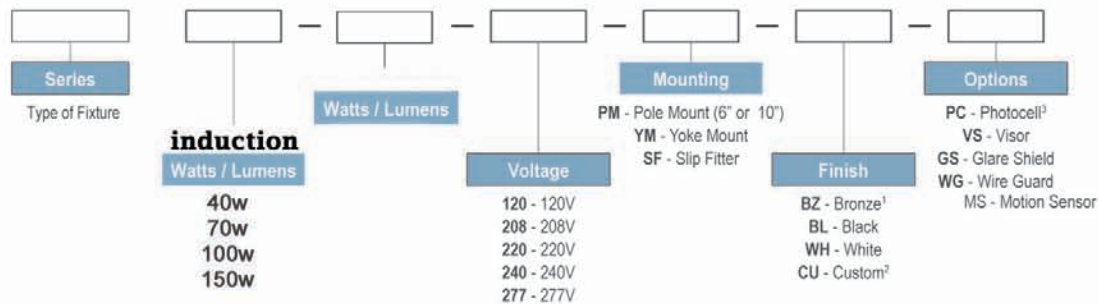 Series
Type of Fixture
induction
Watts / Lumens
40w
70w
100w
150w
Watts / Lumens
Voltage
120 - 120V
208 - 208V
220 - 220V
240 - 240V
277 - 277V
Mounting
PM - Pole Mount (6” or 10”)
YM - Yoke Mount
SF - Slip Fitter
Finish
BZ - Bronze¹
BL - Black
WH - White
CU - Custom²
Options
PC - Photocell³
VS - Visor
GS - Glare Shield
WG - Wire Guard
MS - Motion Sensor